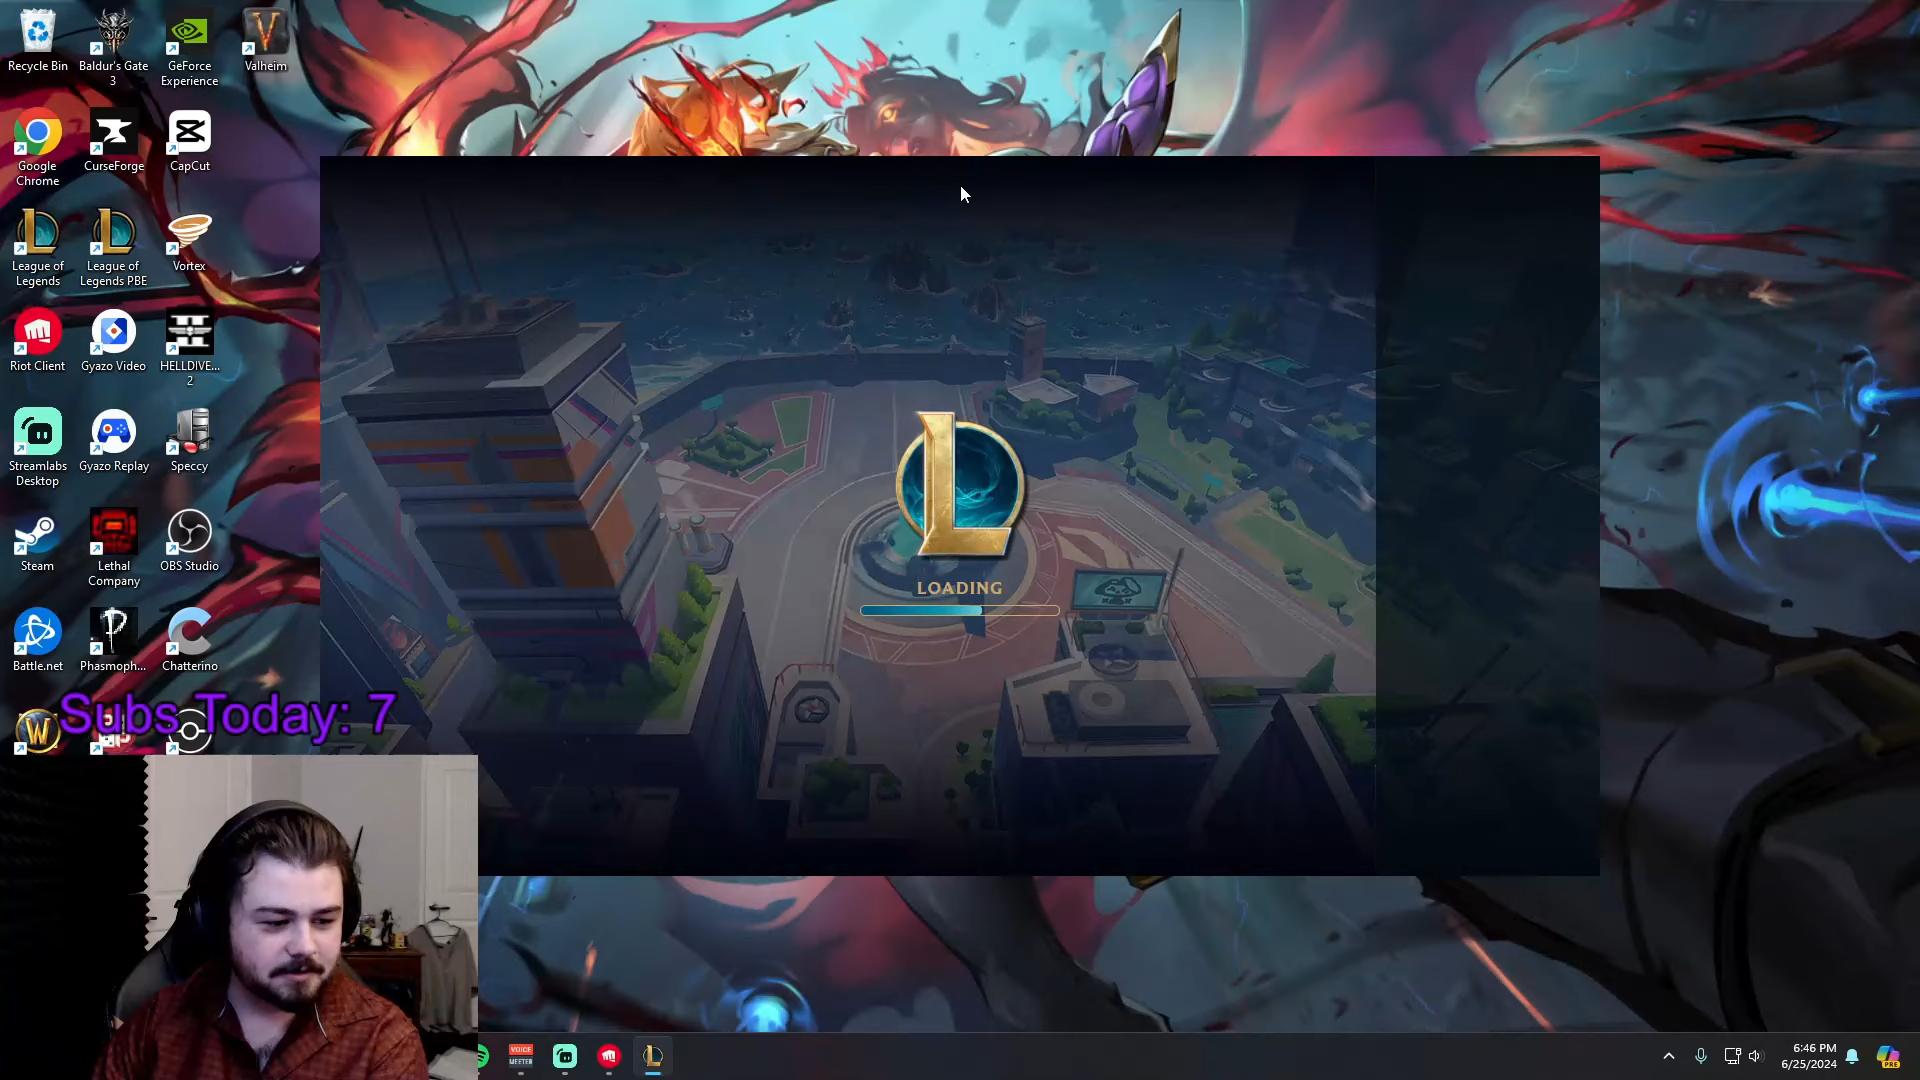 Recycle Bin
Baldur's Gate
3
GeForce
Experience
Valheim
Google
Chrome
CurseForge
CapCut
League of
Legends
League of
Legends PBE
Vortex
Riot Client
Gyazo Video
HELLDIVE...
2
Streamlabs
Desktop
Gyazo Replay
Speccy
Steam
Lethal
Company
OBS Studio
Battle.net
Phasmoph...
Chatterino
Subs Today: 7
LOADING
VOICE
MEETER
6:46 PM
6/25/2024
PRE